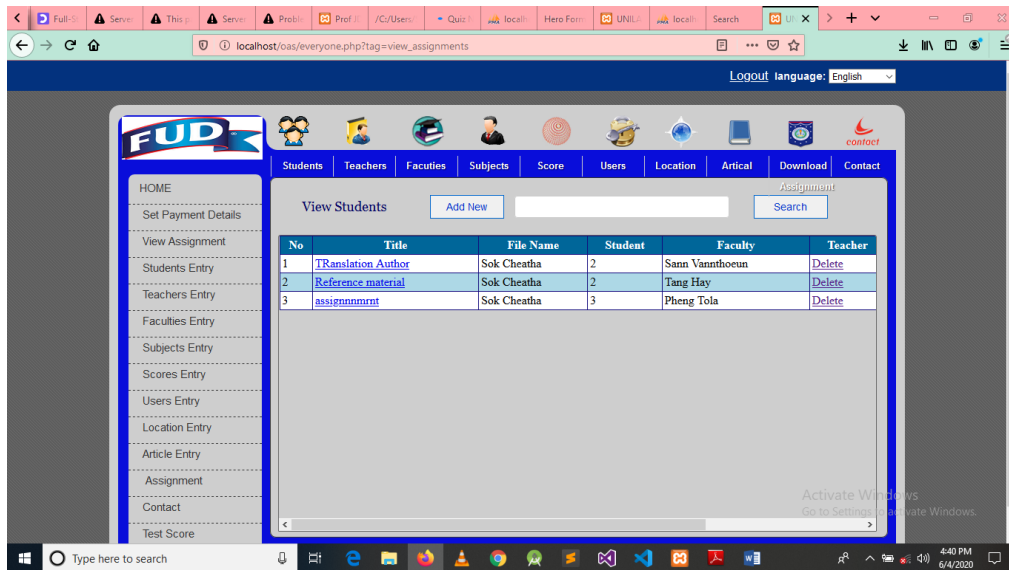 Full-S
Server
This p
Server
Proble
Prof JU
/C:/Users/
Quiz
localh
Hero Form
UNILA
localh
Search
UN
localhost/oas/everyone.php?tag=view_assignments
Logout language: English
FUD
contact
Students Teachers Facuties Subjects Score Users Location Artical Download Contact
Assignment
HOME
Set Payment Details
View Assignment
Students Entry
Teachers Entry
Faculties Entry
Subjects Entry
Scores Entry
Users Entry
Location Entry
Article Entry
Assignment
Contact
Test Score
View Students Add New Search
No Title File Name Student Faculty Teacher
1 TRanslation Author Sok Cheatha 2 Sann Vannthoeun Delete
2 Reference material Sok Cheatha 2 Tang Hay Delete
3 assignnnmrnt Sok Cheatha 3 Pheng Tola Delete
Activate Windows
Go to Settings to activate Windows.
Type here to search
4:40 PM
6/4/2020